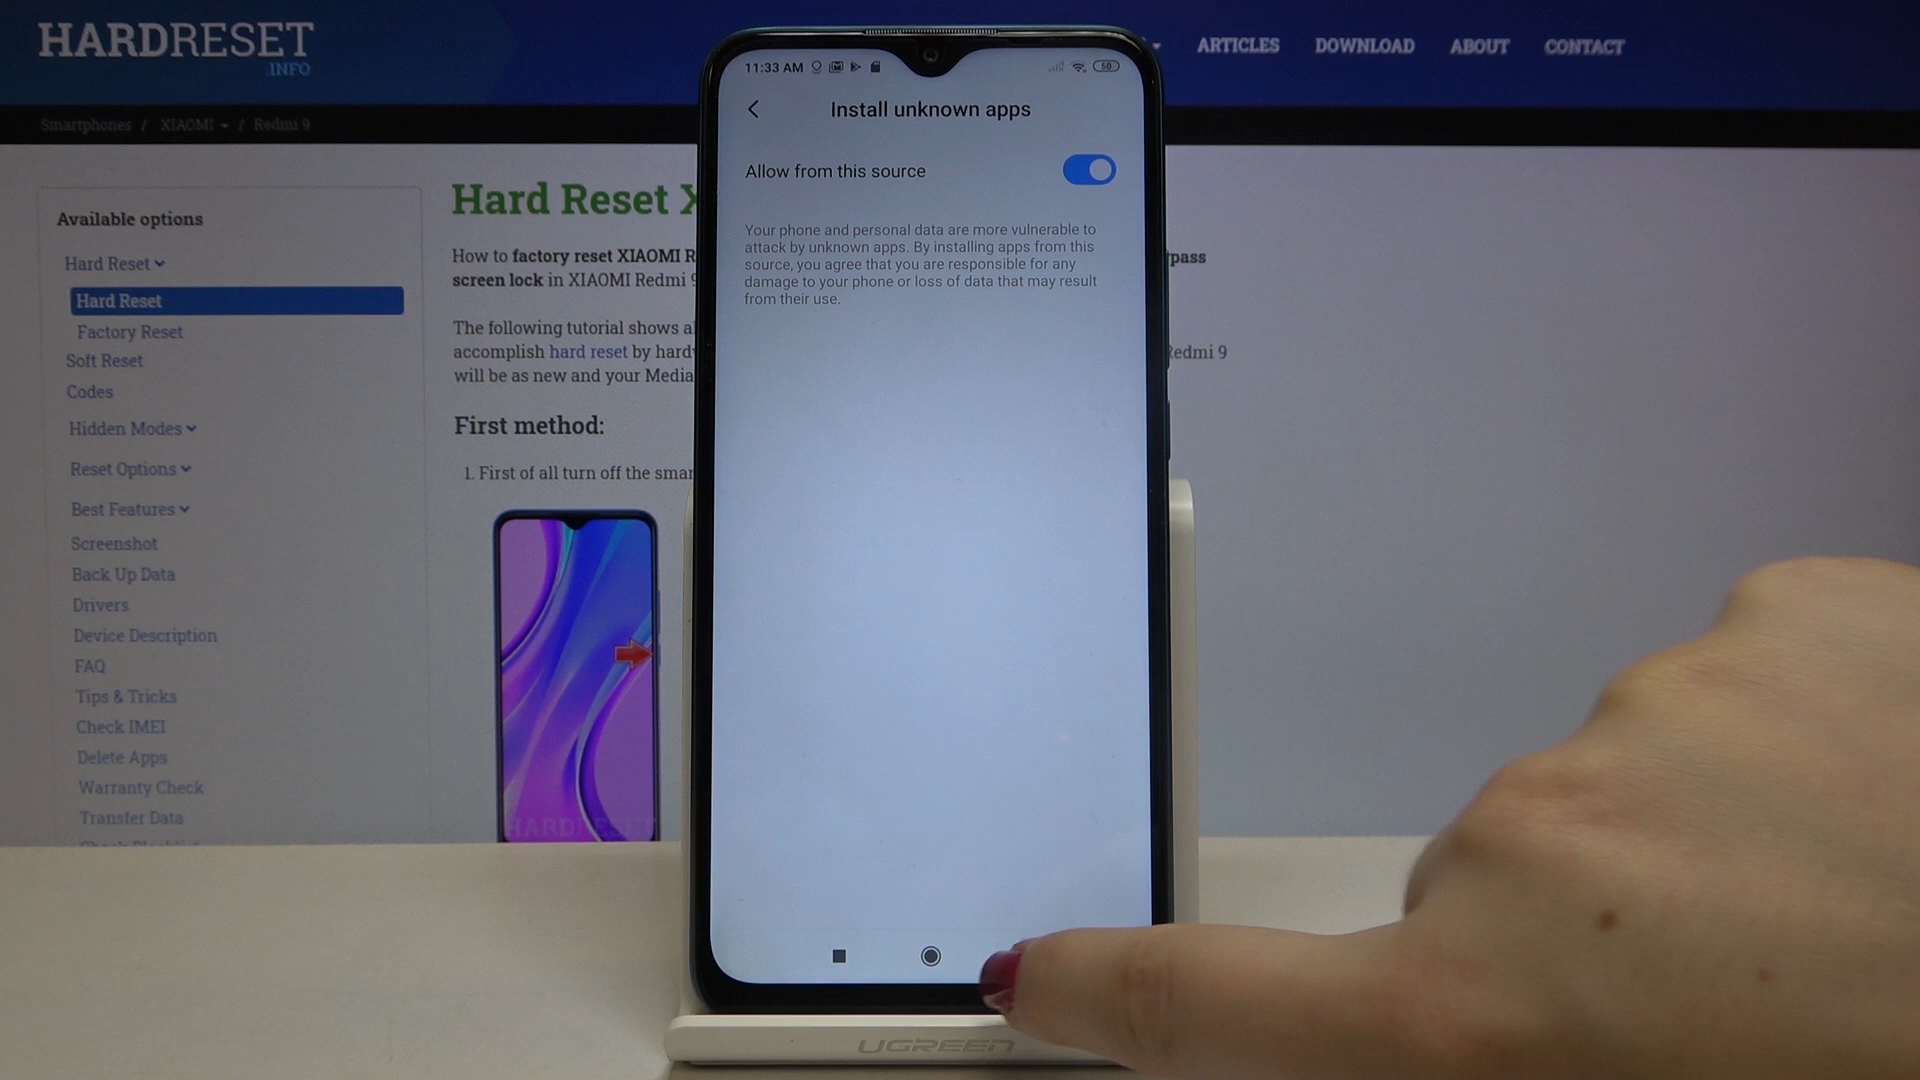 HARDRESET
.INFO
ARTICLES DOWNLOAD ABOUT CONTACT
Smartphones / XIAOMI / Redmi 9
Available options
Hard Reset
Hard Reset
Factory Reset
Soft Reset
Codes
Hidden Modes
Reset Options
Best Features
Screenshot
Back Up Data
Drivers
Device Description
FAQ
Tips & Tricks
Check IMEI
Delete Apps
Warranty Check
Transfer Data
Hard Reset X
How to factory reset XIAOMI R
pass
screen lock in XIAOMI Redmi 9
The following tutorial shows a
accomplish hard reset by hard
Redmi 9
will be as new and your Media
First method:
1. First of all turn off the smar
HARDRESET
11:33 AM
50
Install unknown apps
Allow from this source
Your phone and personal data are more vulnerable to
attack by unknown apps. By installing apps from this
source, you agree that you are responsible for any
damage to your phone or loss of data that may result
from their use.
UGREEN